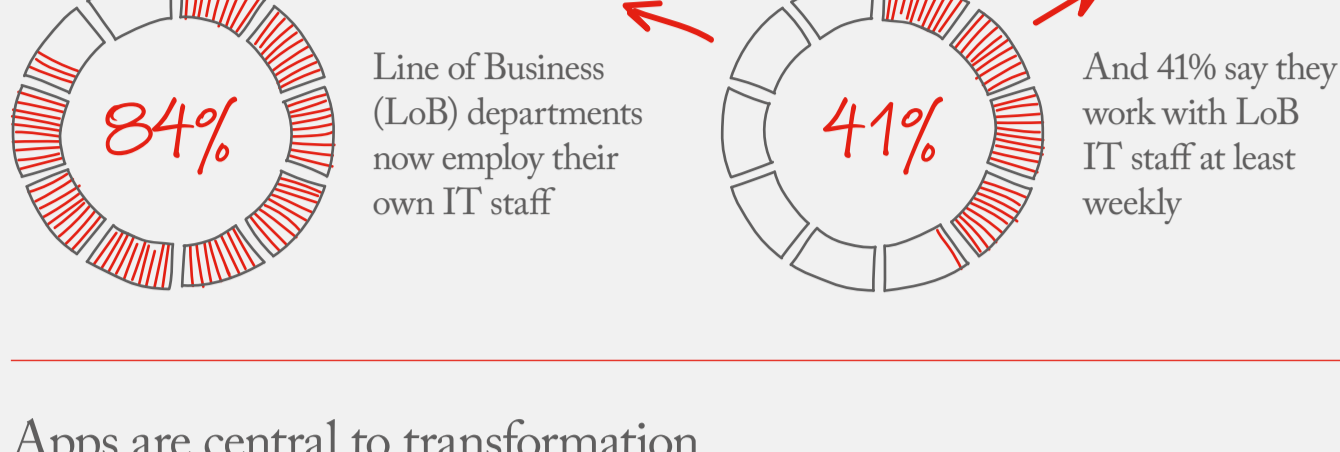 84%
Line of Business
(LoB) departments
now employ their
own IT staff
41%
And 41% say they
work with LoB
IT staff at least
weekly
Apps are central to transformation